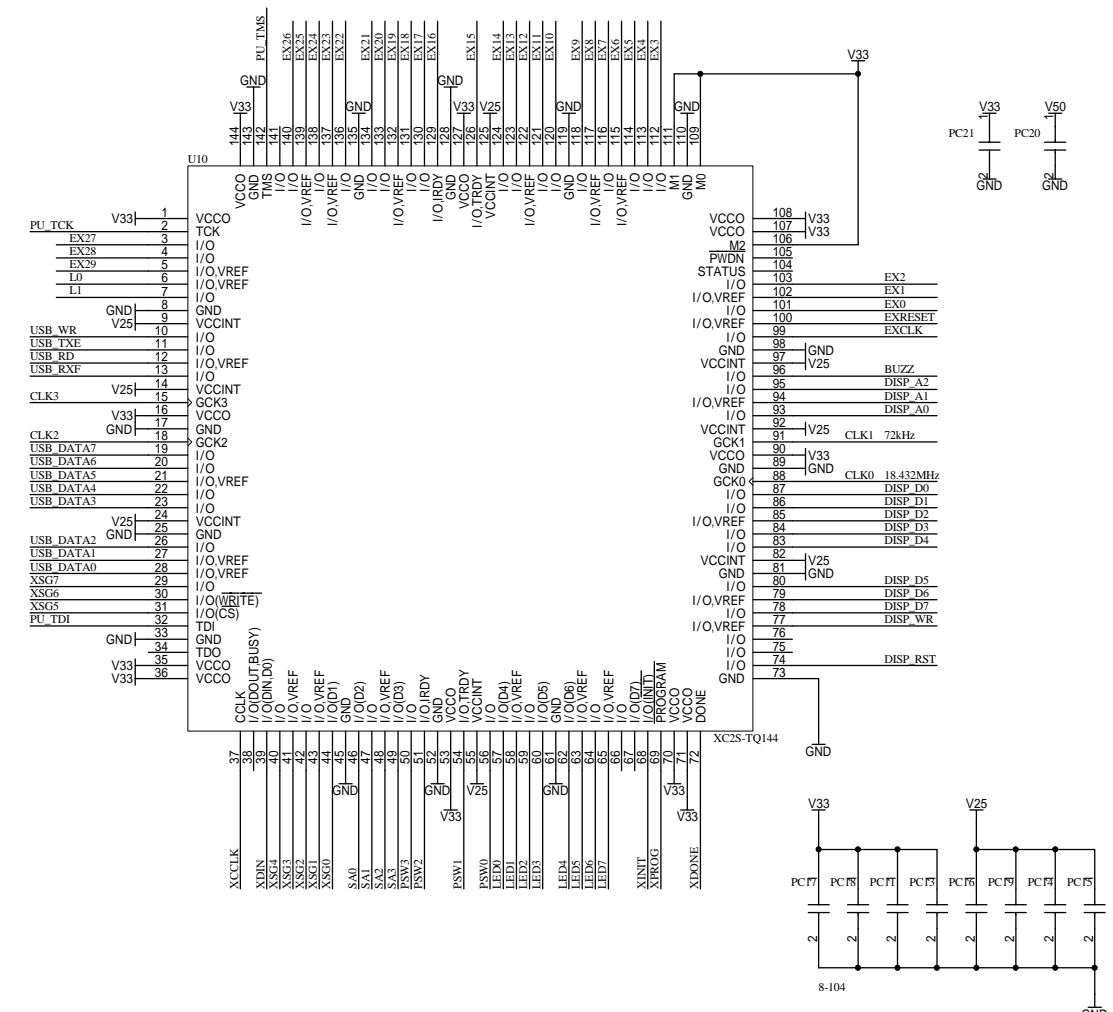 PU_TMS
EX26
EX25
EX24
EX23
EX22
EX21
EX20
EX19
EX18
EX17
EX16
EX15
EX14
EX13
EX12
EX11
EX10
EX9
EX8
EX7
EX6
EX5
EX4
EX3
V33
GND
GND
GND
V33
V25
GND
GND
V33
144
143
142
141
140
139
138
137
136
135
134
133
132
131
130
129
128
127
126
125
124
123
122
121
120
119
118
117
116
115
114
113
112
111
110
109
V33
1
PC21
2
GND
V50
1
PC20
2
GND
U10
VCCO
GND
TMS
I/O
I/O
I/O,VREF
I/O
I/O,VREF
I/O
GND
I/O
I/O
I/O,VREF
I/O
I/O
I/O,IRDY
GND
VCCO
I/O,TRDY
VCCINT
I/O
I/O
I/O,VREF
I/O
I/O
GND
I/O
I/O,VREF
I/O
I/O
I/O,VREF
I/O
I/O
M1
GND
M0
V33 1 VCCO
PU_TCK 2 TCK
EX27 3 I/O
EX28 4 I/O
EX29 5 I/O,VREF
L0 6 I/O,VREF
L1 7 I/O
GND 8 GND
V25 9 VCCINT
USB_WR 10 I/O
USB_TXE 11 I/O
USB_RD 12 I/O,VREF
USB_RXF 13 I/O
V25 14 VCCINT
CLK3 15 GCK3
V33 16 VCCO
GND 17 GND
CLK2 18 GCK2
USB_DATA7 19 I/O
USB_DATA6 20 I/O
USB_DATA5 21 I/O,VREF
USB_DATA4 22 I/O
USB_DATA3 23 I/O
V25 24 VCCINT
GND 25 GND
USB_DATA2 26 I/O
USB_DATA1 27 I/O,VREF
USB_DATA0 28 I/O,VREF
XSG7 29 I/O
XSG6 30 I/O(WRITE)
XSG5 31 I/O(CS)
PU_TDI 32 TDI
GND 33 GND
34 TDO
V33 35 VCCO
V33 36 VCCO
VCCO 108 V33
VCCO 107 V33
M2 106
PWDN 105
STATUS 104
I/O 103 EX2
I/O,VREF 102 EX1
I/O 101 EX0
I/O,VREF 100 EXRESET
I/O 99 EXCLK
GND 98 GND
VCCINT 97 V25
I/O 96 BUZZ
I/O 95 DISP_A2
I/O,VREF 94 DISP_A1
I/O 93 DISP_A0
VCCINT 92 V25
GCK1 91 CLK1 72kHz
VCCO 90 V33
GND 89 GND
GCK0 88 CLK0 18.432MHz
I/O 87 DISP_D0
I/O 86 DISP_D1
I/O,VREF 85 DISP_D2
I/O 84 DISP_D3
I/O 83 DISP_D4
VCCINT 82 V25
GND 81 GND
I/O 80 DISP_D5
I/O,VREF 79 DISP_D6
I/O 78 DISP_D7
I/O,VREF 77 DISP_WR
I/O 76
I/O 75
I/O 74 DISP_RST
GND 73
GND
CCLK
I/O(DOUT,BUSY)
I/O(DIN,D0)
I/O
I/O,VREF
I/O
I/O,VREF
I/O(D1)
GND
I/O(D2)
I/O
I/O,VREF
I/O(D3)
I/O
I/O,IRDY
GND
VCCO
I/O,TRDY
VCCINT
I/O
I/O(D4)
I/O,VREF
I/O
I/O(D5)
GND
I/O(D6)
I/O,VREF
I/O
I/O,VREF
I/O
I/O(D7)
I/O(INIT)
PROGRAM
VCCO
VCCO
DONE
XC2S-TQ144
37
38
39
40
41
42
43
44
45
46
47
48
49
50
51
52
53
54
55
56
57
58
59
60
61
62
63
64
65
66
67
68
69
70
71
72
GND
GND
V33
V25
GND
V33
V33
XCCLK
XDIN
XSG4
XSG3
XSG2
XSG1
XSG0
SA0
SA1
SA2
SA3
PSW3
PSW2
PSW1
PSW0
LED0
LED1
LED2
LED3
LED4
LED5
LED6
LED7
XINIT
XPROG
XDONE
V33
V25
PC17
PC18
PC11
PC13
PC16
PC19
PC14
PC15
2
2
2
2
2
2
2
2
8-104
GND